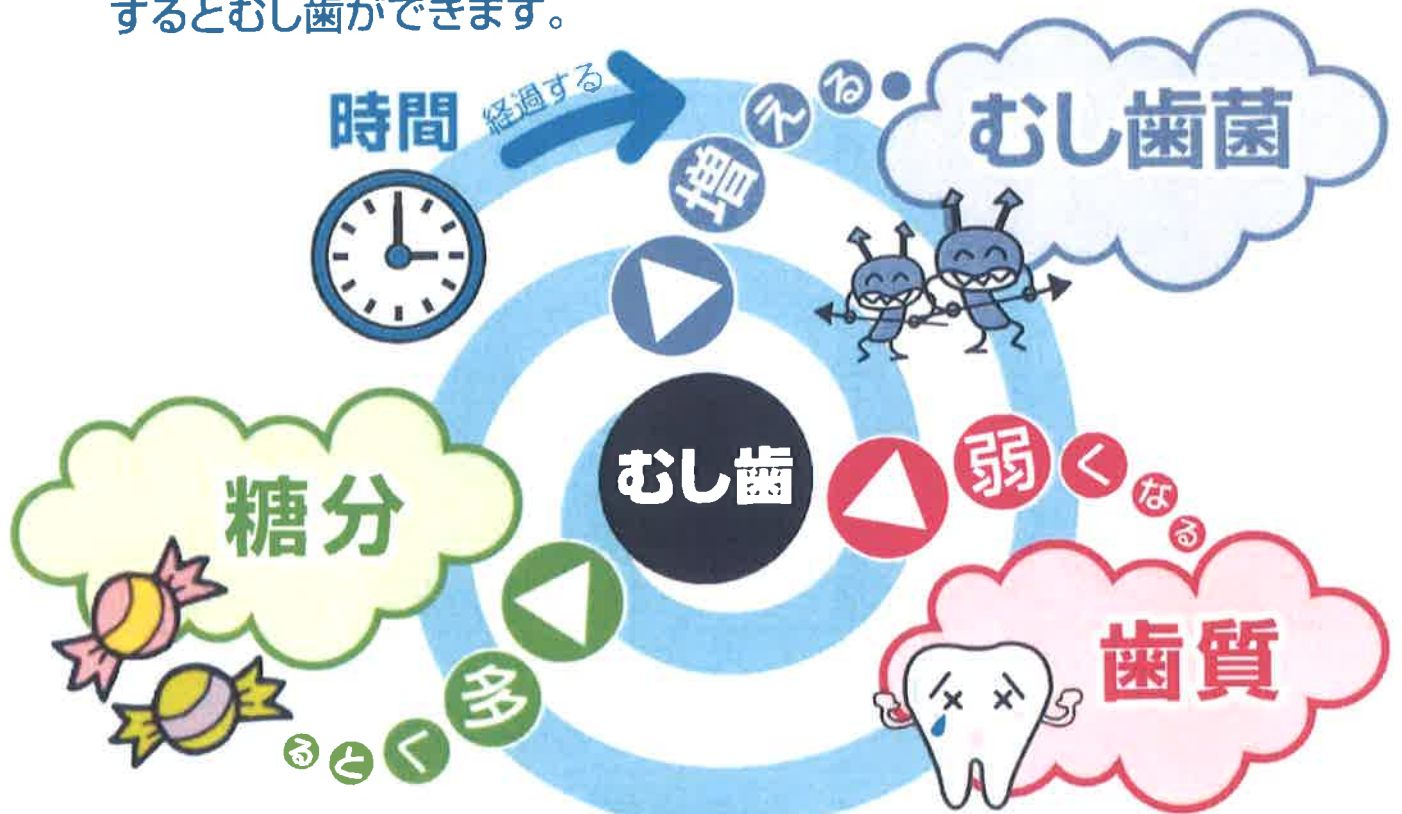 するとむし歯ができます。
時間
経過する
むし歯菌
増える
むし歯
糖分
多くとる
歯質
弱くなる